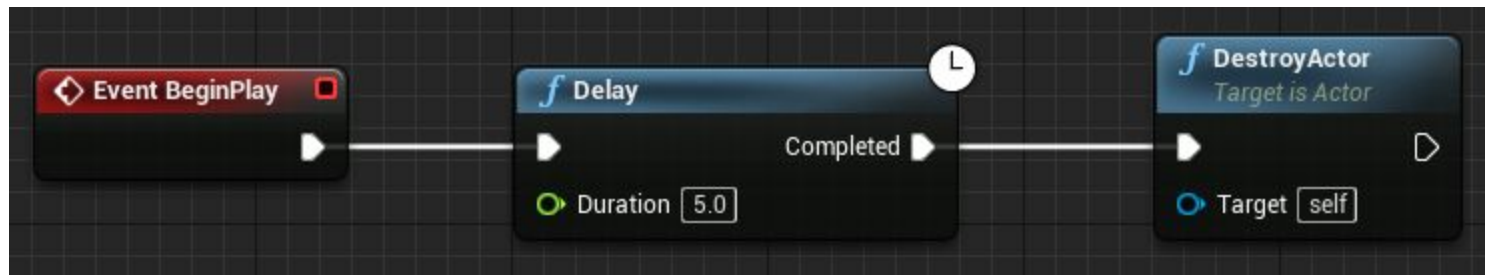 Event BeginPlay
Delay
Completed
Duration 5.0
DestroyActor
Target is Actor
Target self